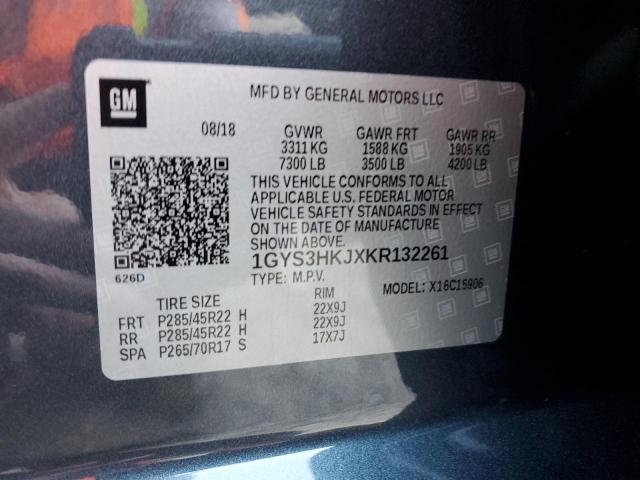 GM
MFD BY GENERAL MOTORS LLC
08/18 GVWR GAWR FRT GAWR RR
3311 KG 1588 KG 1905 KG
7300 LB 3500 LB 4200 LB
THIS VEHICLE CONFORMS TO ALL
APPLICABLE U.S. FEDERAL MOTOR
VEHICLE SAFETY STANDARDS IN EFFECT
ON THE DATE OF MANUFACTURE
SHOWN ABOVE.
1GYS3HKJXKR132261
626D
TYPE: M.P.V. MODEL: X16C15906
TIRE SIZE RIM
FRT P285/45R22 H 22X9J
RR P285/45R22 H 22X9J
SPA P265/70R17 S 17X7J